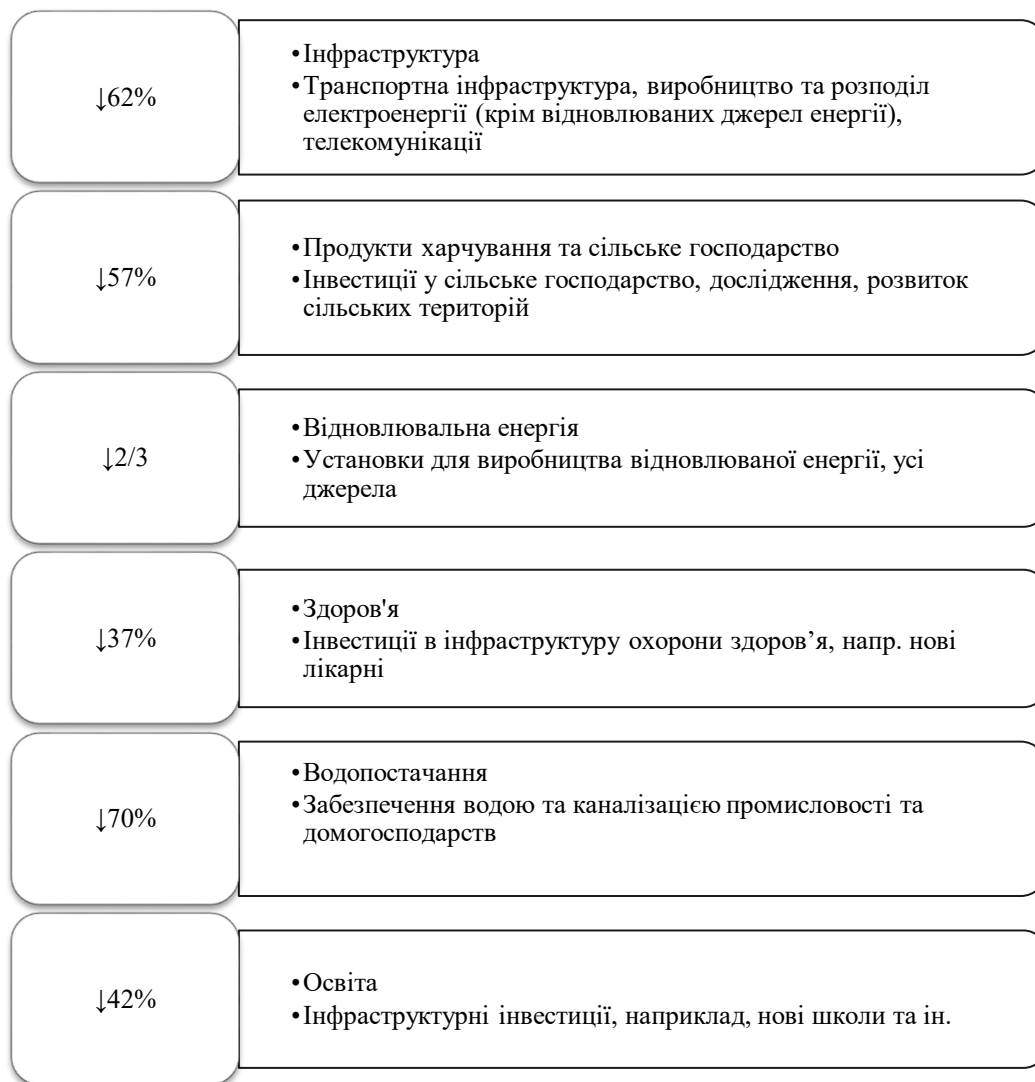 ↓62%
•Інфраструктура
•Транспортна інфраструктура, виробництво та розподіл
електроенергії (крім відновлюваних джерел енергії),
телекомунікації
↓57%
•Продукти харчування та сільське господарство
•Інвестиції у сільське господарство, дослідження, розвиток
сільських територій
↓2/3
•Відновлювальна енергія
•Установки для виробництва відновлюваної енергії, усі
джерела
↓37%
•Здоров'я
•Інвестиції в інфраструктуру охорони здоров’я, напр. нові
лікарні
↓70%
•Водопостачання
•Забезпечення водою та каналізацією промисловості та
домогосподарств
↓42%
•Освіта
•Інфраструктурні інвестиції, наприклад, нові школи та ін.